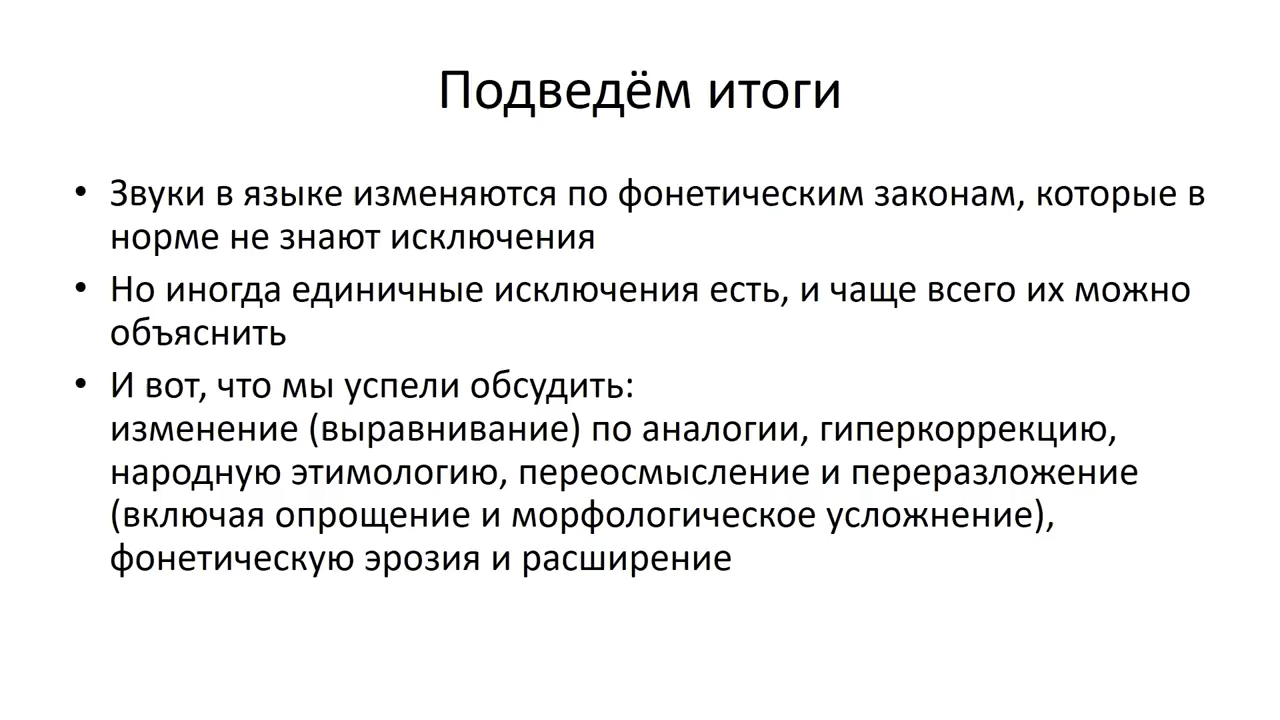 Подведём итоги
• Звуки в языке изменяются по фонетическим законам, которые в
норме не знают исключения
• Но иногда единичные исключения есть, и чаще всего их можно
объяснить
• И вот, что мы успели обсудить:
изменение (выравнивание) по аналогии, гиперкоррекцию,
народную этимологию, переосмысление и переразложение
(включая опрощение и морфологическое усложнение),
фонетическую эрозия и расширение